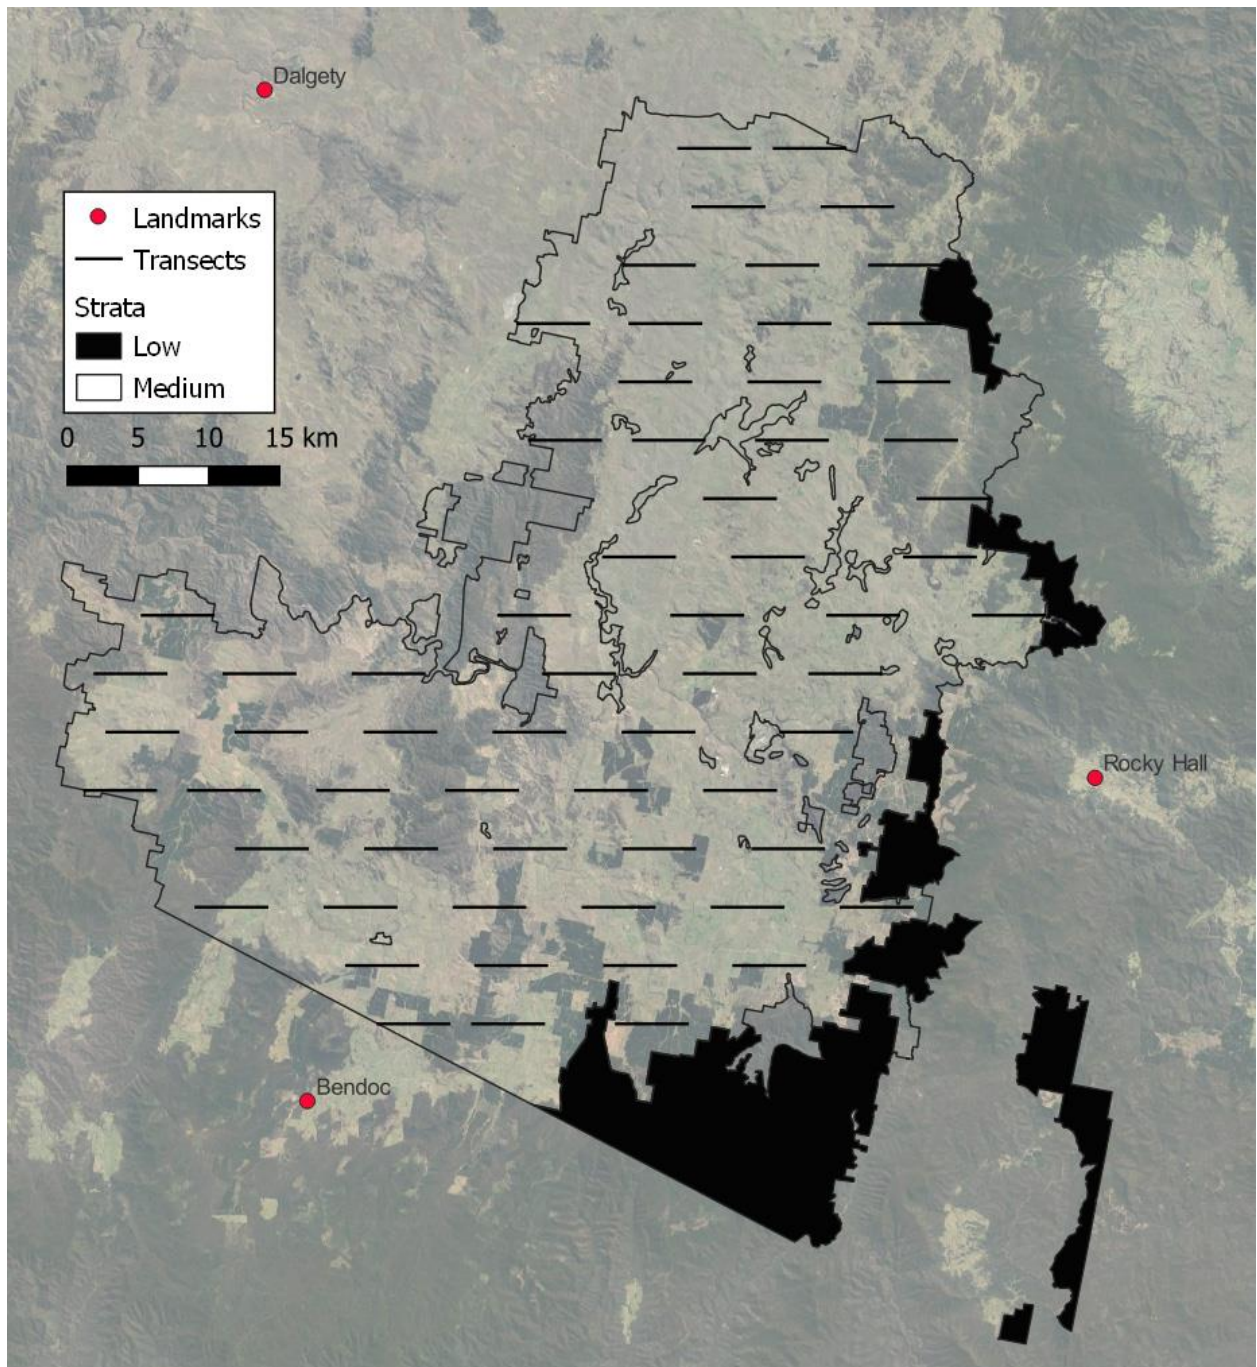 Dalgety
Landmarks
Transects
Strata
Low
Medium
0 5 10 15 km
Rocky Hall
Bendoc